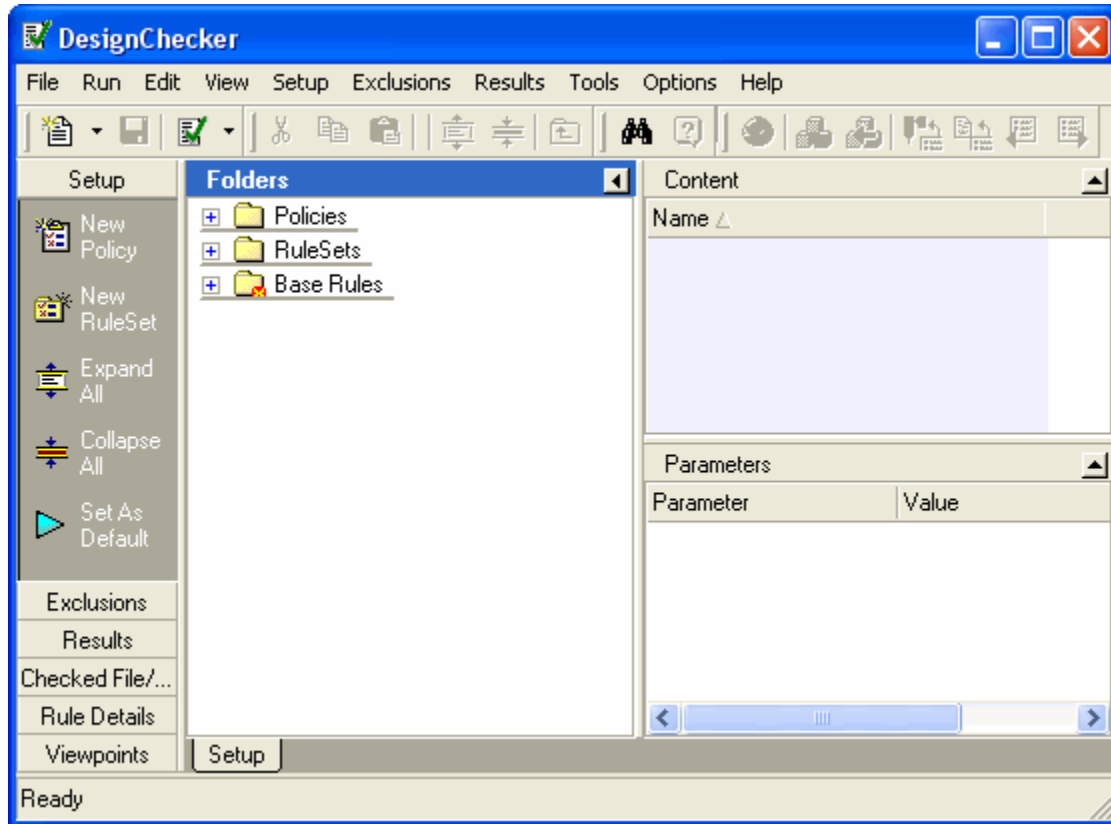 DesignChecker
File Run Edit View Setup Exclusions Results Tools Options Help
Setup
New
Policy
New
RuleSet
Expand
All
Collapse
All
Set As
Default
Exclusions
Results
Checked File/...
Rule Details
Viewpoints
Folders
Policies
RuleSets
Base Rules
Setup
Content
Name
Parameters
Parameter Value
Ready